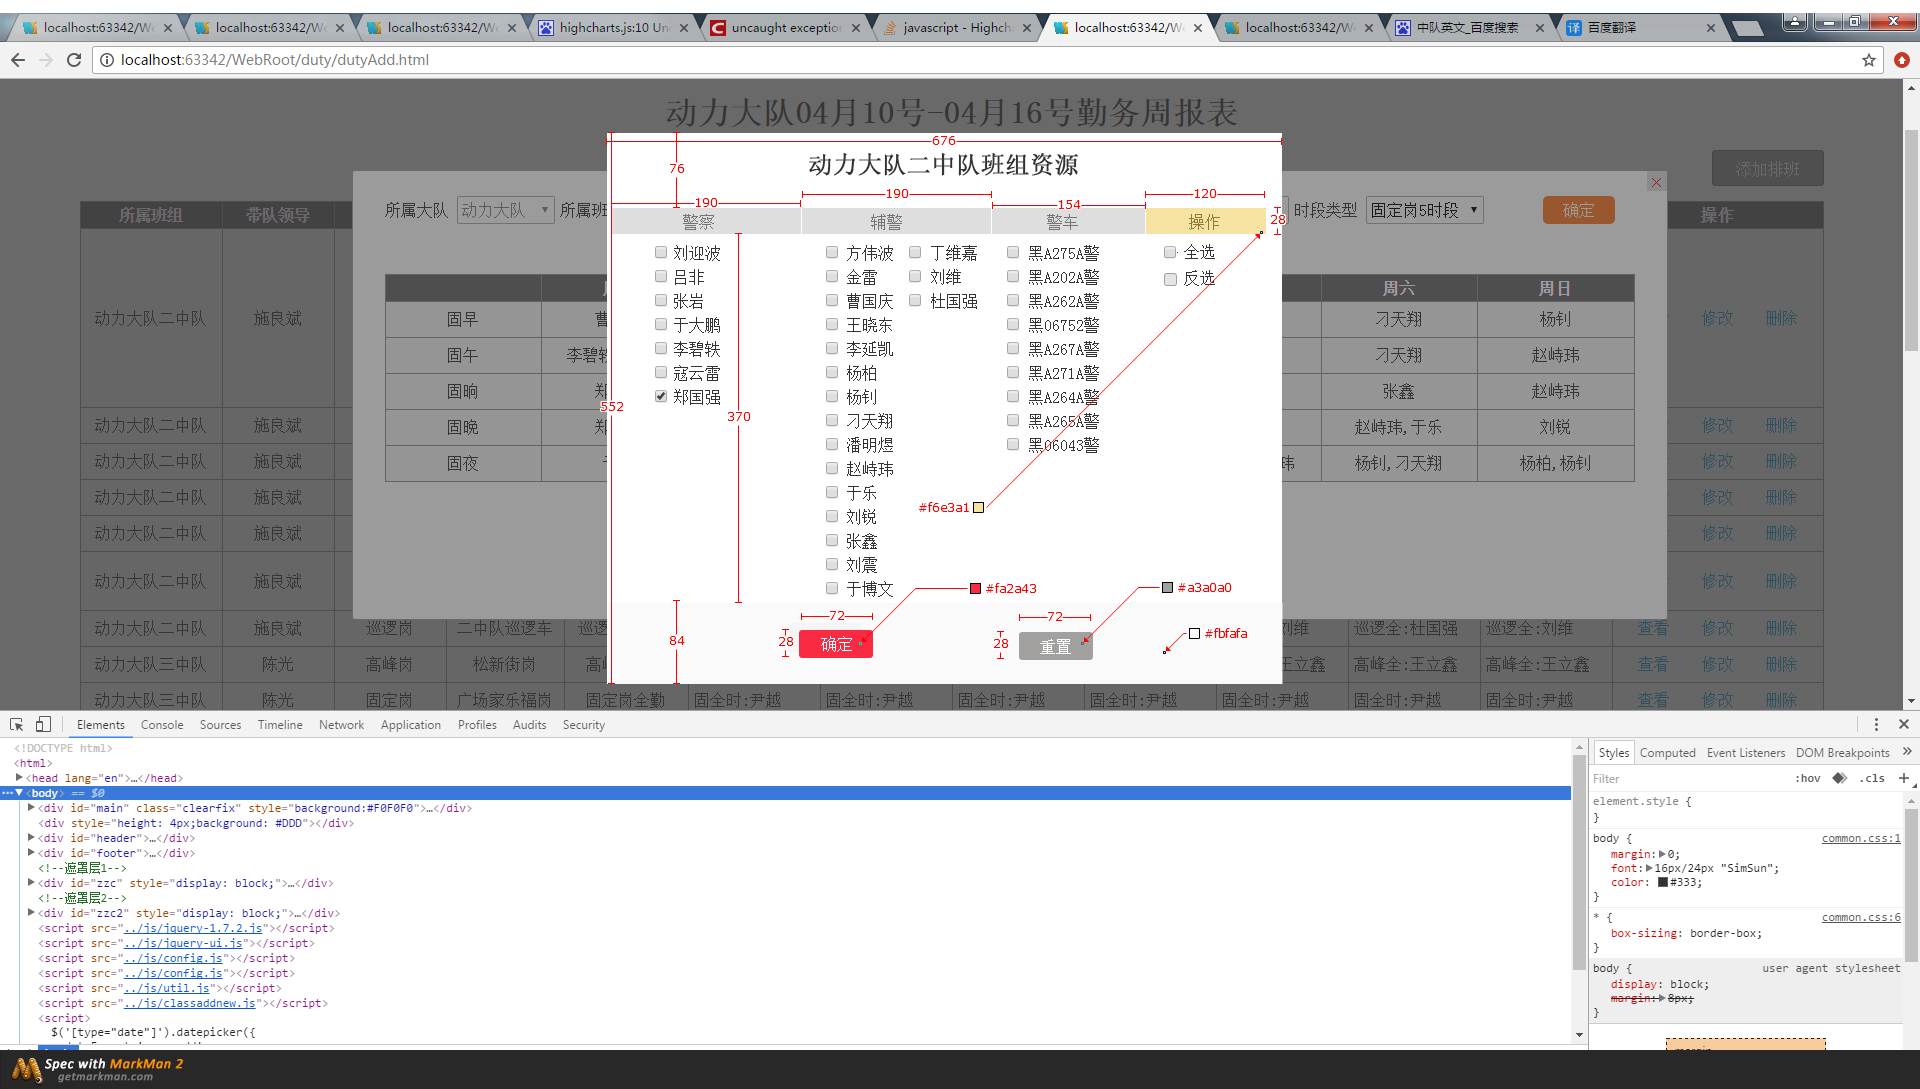 localhost:63342/We
localhost:63342/We
localhost:63342/We
highcharts.js:10 Un
uncaught exception
javascript - Highch
localhost:63342/We
localhost:63342/We
中队英文_百度搜索
百度翻译
localhost:63342/WebRoot/duty/dutyAdd.html
动力大队04月10号-04月16号勤务周报表
添加排班
所属班组 带队领导 操作
所属大队 动力大队 所属班 时段类型 固定岗5时段 确定
676
76
动力大队二中队班组资源
190 190 154 120
警察 辅警 警车 操作 28
刘迎波 方伟波 丁维嘉 黑A275A警 全选
吕非 金雷 刘维 黑A202A警 反选
张岩 曹国庆 杜国强 黑A262A警
于大鹏 王晓东 黑06752警
李碧轶 李延凯 黑A267A警
寇云雷 杨柏 黑A271A警
郑国强 杨钊 黑A264A警
552 370
刁天翔 黑A265A警
潘明煜 黑06043警
赵峙玮
于乐
刘锐 #f6e3a1
张鑫
刘震
于博文 #fa2a43 #a3a0a0
72 72
84 28 确定 28 重置 #fbfafa
周六 周日
固早 曹 刁天翔 杨钊
固午 李碧轶 刁天翔 赵峙玮
固晌 郑 张鑫 赵峙玮
固晚 郑 赵峙玮,于乐 刘锐
固夜 玮 杨钊,刁天翔 杨柏,杨钊
动力大队二中队 施良斌 修改 删除
动力大队二中队 施良斌 修改 删除
动力大队二中队 施良斌 修改 删除
动力大队二中队 施良斌 修改 删除
动力大队二中队 施良斌 修改 删除
动力大队二中队 施良斌 修改 删除
动力大队二中队 施良斌 巡逻岗 二中队巡逻车 巡逻 刘维 巡逻全:杜国强 巡逻全:刘维 查看 修改 删除
动力大队三中队 陈光 高峰岗 松新街岗 高峰 王立鑫 高峰全:王立鑫 高峰全:王立鑫 查看 修改 删除
动力大队三中队 陈光 固定岗 广场家乐福岗 固定岗全勤 固全时:尹越 固全时:尹越 固全时:尹越 固全时:尹越 固全时:尹越 固全时:尹越 固全时:尹越 查看 修改 删除
Elements Console Sources Timeline Network Application Profiles Audits Security
<!DOCTYPE html>
<html>
<head lang="en">…</head>
<body> == $0
<div id="main" class="clearfix" style="background:#F0F0F0">…</div>
<div style="height: 4px;background: #DDD"></div>
<div id="header">…</div>
<div id="footer">…</div>
<!--遮罩层1-->
<div id="zzc" style="display: block;">…</div>
<!--遮罩层2-->
<div id="zzc2" style="display: block;">…</div>
<script src="../js/jquery-1.7.2.js"></script>
<script src="../js/jquery-ui.js"></script>
<script src="../js/config.js"></script>
<script src="../js/config.js"></script>
<script src="../js/util.js"></script>
<script src="../js/classaddnew.js"></script>
<script>
$('[type="date"]').datepicker({
Styles Computed Event Listeners DOM Breakpoints
Filter :hov .cls
element.style {
}
body { common.css:1
margin: 0;
font: 16px/24px "SimSun";
color: #333;
}
* { common.css:6
box-sizing: border-box;
}
body { user agent stylesheet
display: block;
margin: 8px;
}
Spec with MarkMan 2
getmarkman.com